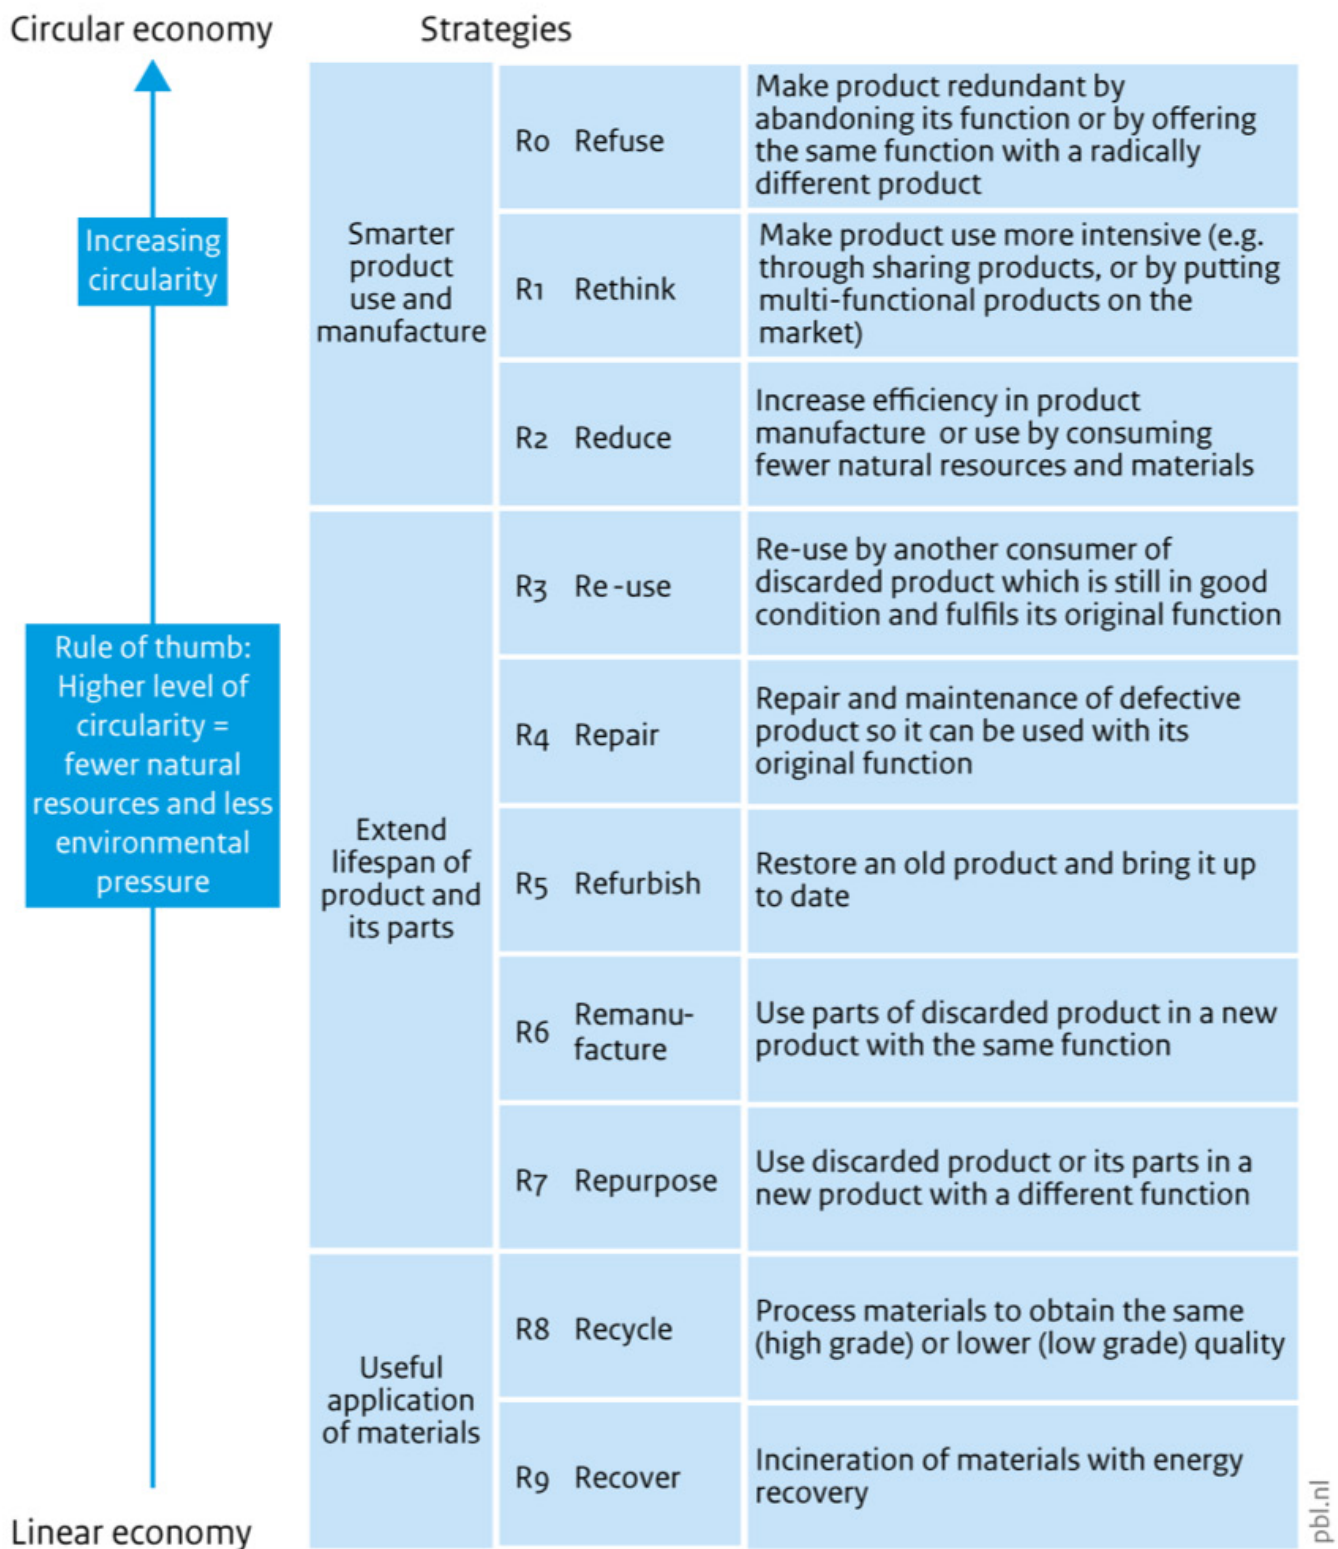 Circular economy
Strategies
Increasing
circularity
Rule of thumb:
Higher level of
circularity =
fewer natural
resources and less
environmental
pressure
Linear economy
Smarter
product
use and
manufacture
R0 Refuse
Make product redundant by
abandoning its function or by offering
the same function with a radically
different product
R1 Rethink
Make product use more intensive (e.g.
through sharing products, or by putting
multi-functional products on the
market)
R2 Reduce
Increase efficiency in product
manufacture or use by consuming
fewer natural resources and materials
Extend
lifespan of
product and
its parts
R3 Re-use
Re-use by another consumer of
discarded product which is still in good
condition and fulfils its original function
R4 Repair
Repair and maintenance of defective
product so it can be used with its
original function
R5 Refurbish
Restore an old product and bring it up
to date
R6 Remanu-
facture
Use parts of discarded product in a new
product with the same function
R7 Repurpose
Use discarded product or its parts in a
new product with a different function
Useful
application
of materials
R8 Recycle
Process materials to obtain the same
(high grade) or lower (low grade) quality
R9 Recover
Incineration of materials with energy
recovery
pbl.nl